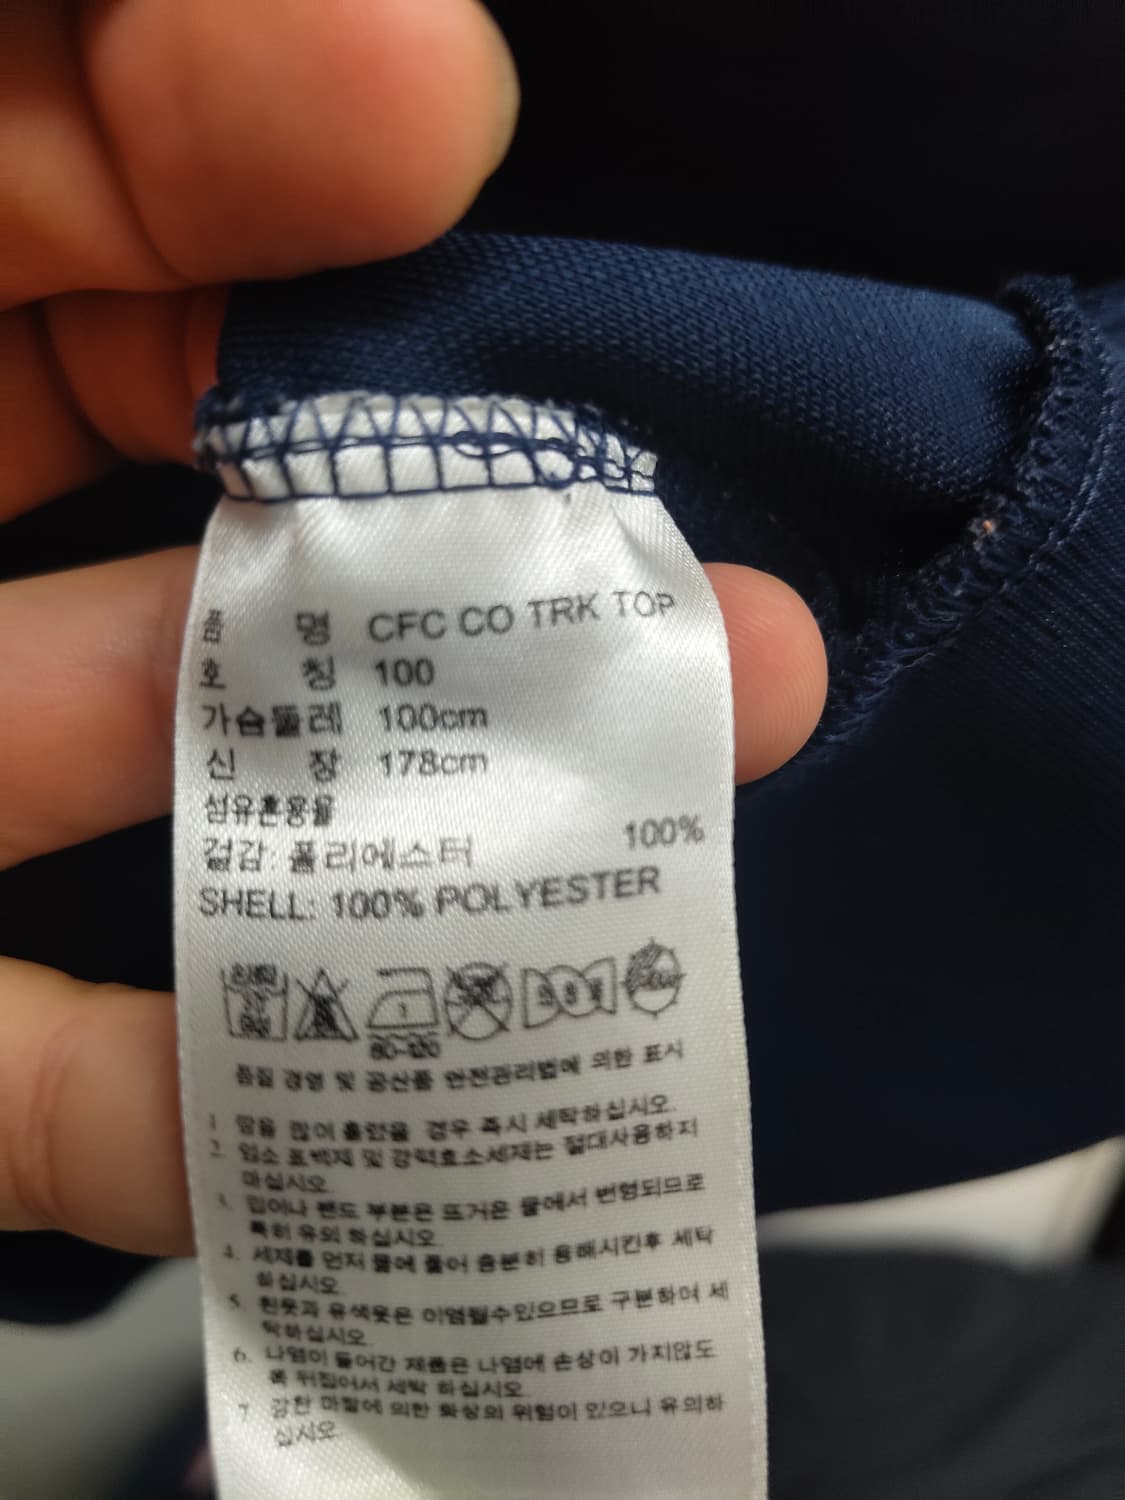 품 명 CFC CO TRK TOP
호 칭 100
가슴둘레 100cm
신 장 178cm
섬유혼용율
겉감: 폴리에스터 100%
SHELL: 100% POLYESTER
80-120
품질 경영 및 공산품 안전관리법에 의한 표시
1 땀을 많이 흘렸을 경우 즉시 세탁하십시오.
2. 염소 표백제 및 강력효소세제는 절대사용하지
마십시오.
3. 밴드 부분은 뜨거운 물에서 변형되므로
특히 유의 하십시오.
4. 세제를 먼저 물에 풀어 충분히 용해시킨후 세탁
하십시오.
5. 흰옷과 유색옷은 이염될수있으므로 구분하여 세
탁하십시오.
6. 나염이 들어간 제품은 나염에 손상이 가지않도
록 뒤집어서 세탁 하십시오.
7. 강한 마찰에 의한 화상의 위험이 있으니 유의하
십시오.